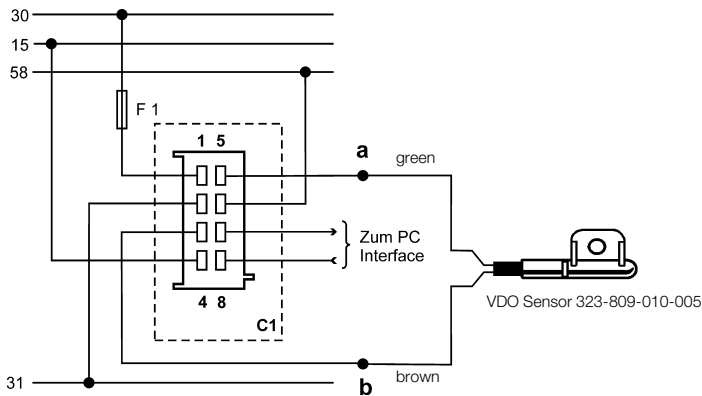 30
15
58
F 1
1 5
a
green
Zum PC
Interface
VDO Sensor 323-809-010-005
4 8
C1
31
b
brown